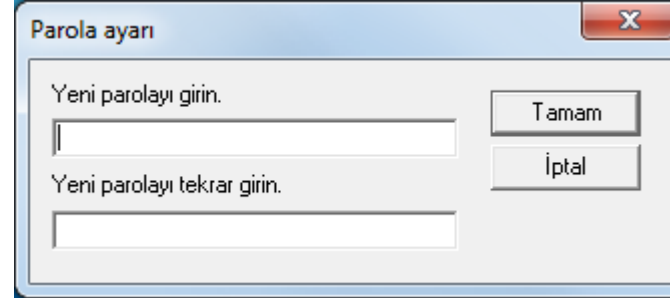 Parola ayarı
Yeni parolayı girin.
Tamam
İptal
Yeni parolayı tekrar girin.